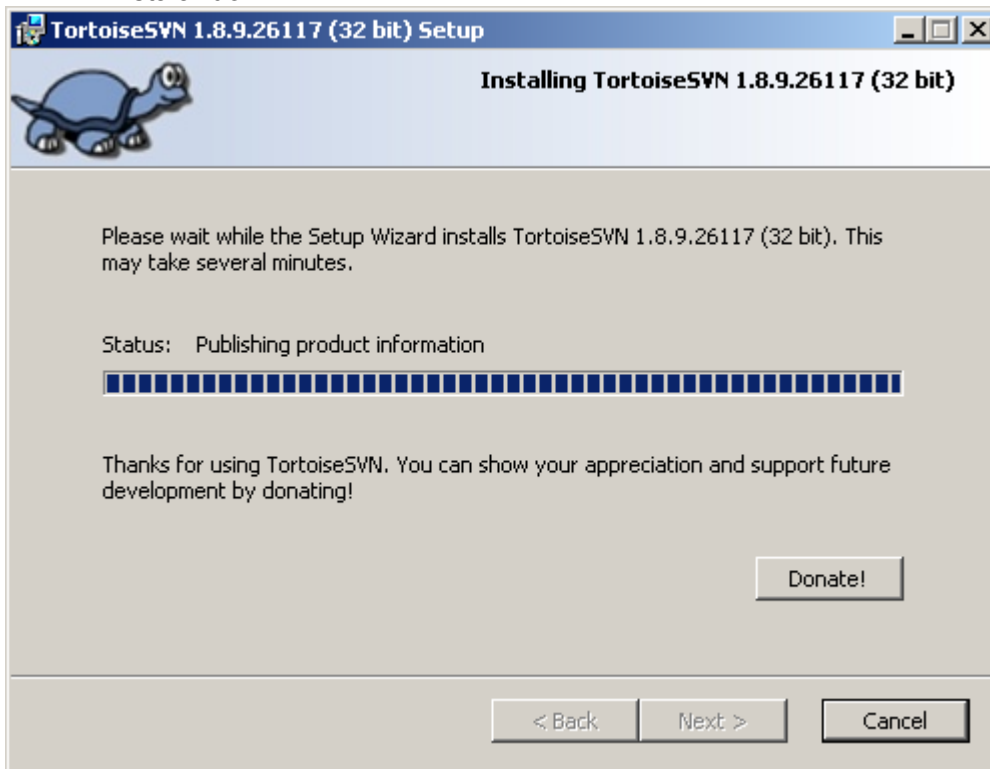 TortoiseSVN 1.8.9.26117 (32 bit) Setup
Installing TortoiseSVN 1.8.9.26117 (32 bit)
Please wait while the Setup Wizard installs TortoiseSVN 1.8.9.26117 (32 bit). This
may take several minutes.
Status: Publishing product information
Thanks for using TortoiseSVN. You can show your appreciation and support future
development by donating!
Donate!
< Back
Next >
Cancel